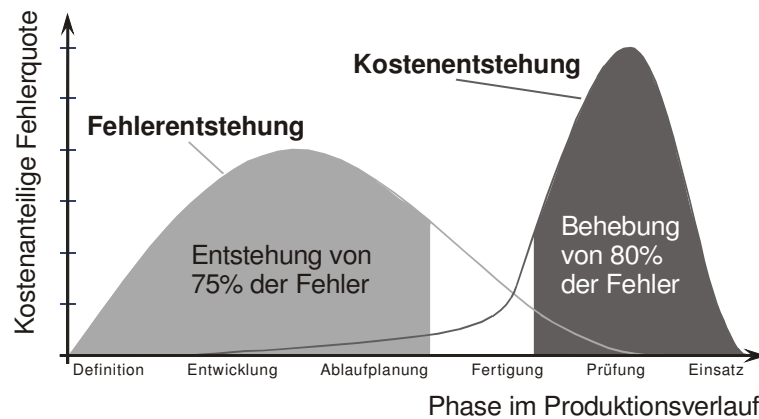 Kostenanteilige Fehlerquote
Kostenentstehung
Fehlerentstehung
Entstehung von
75% der Fehler
Behebung
von 80%
der Fehler
Definition Entwicklung Ablaufplanung Fertigung Prüfung Einsatz
Phase im Produktionsverlauf